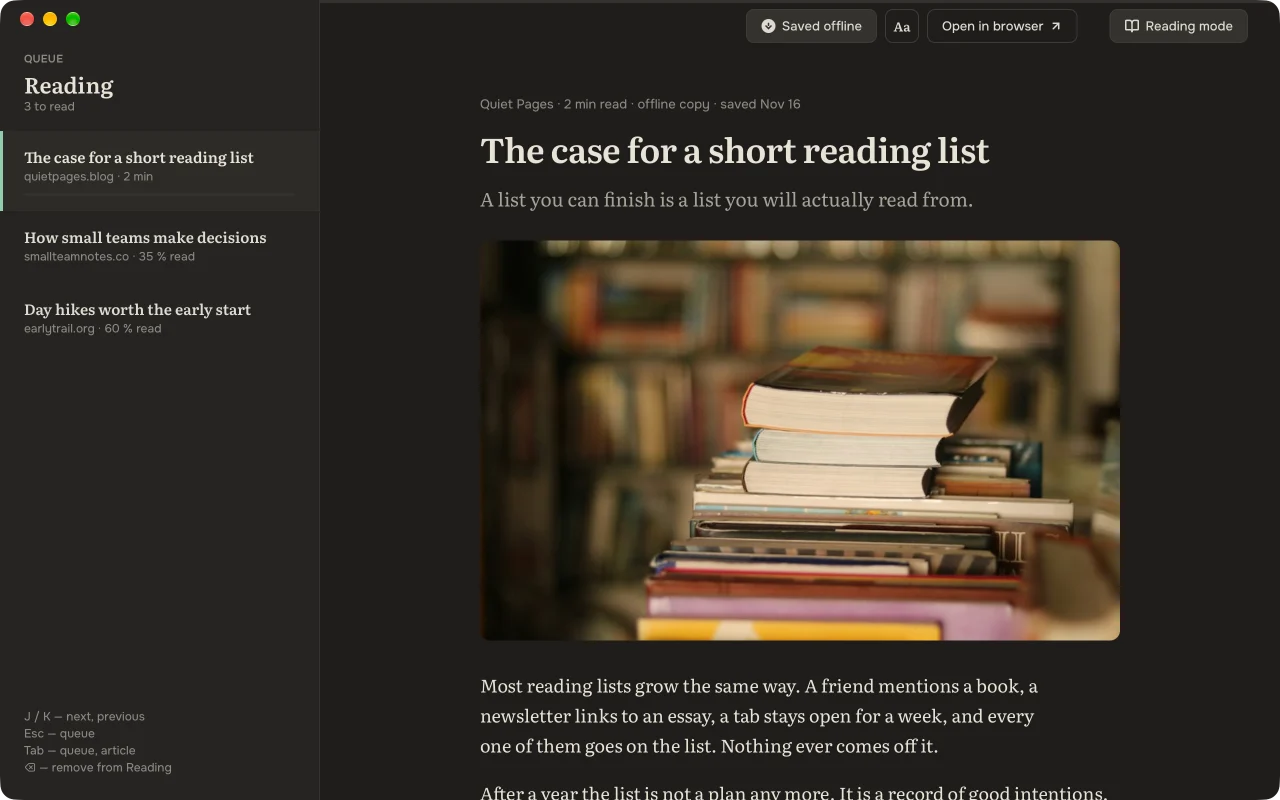 QUEUE
Reading
3 to read
The case for a short reading list
quietpages.blog · 2 min
How small teams make decisions
smallteamnotes.co · 35 % read
Day hikes worth the early start
earlytrail.org · 60 % read
J / K — next, previous
Esc — queue
Tab — queue, article
⌫ — remove from Reading
Saved offline
Aa
Open in browser ↗
Reading mode
Quiet Pages · 2 min read · offline copy · saved Nov 16
The case for a short reading list
A list you can finish is a list you will actually read from.
Most reading lists grow the same way. A friend mentions a book, a
newsletter links to an essay, a tab stays open for a week, and every
one of them goes on the list. Nothing ever comes off it.
After a year the list is not a plan any more. It is a record of good intentions.